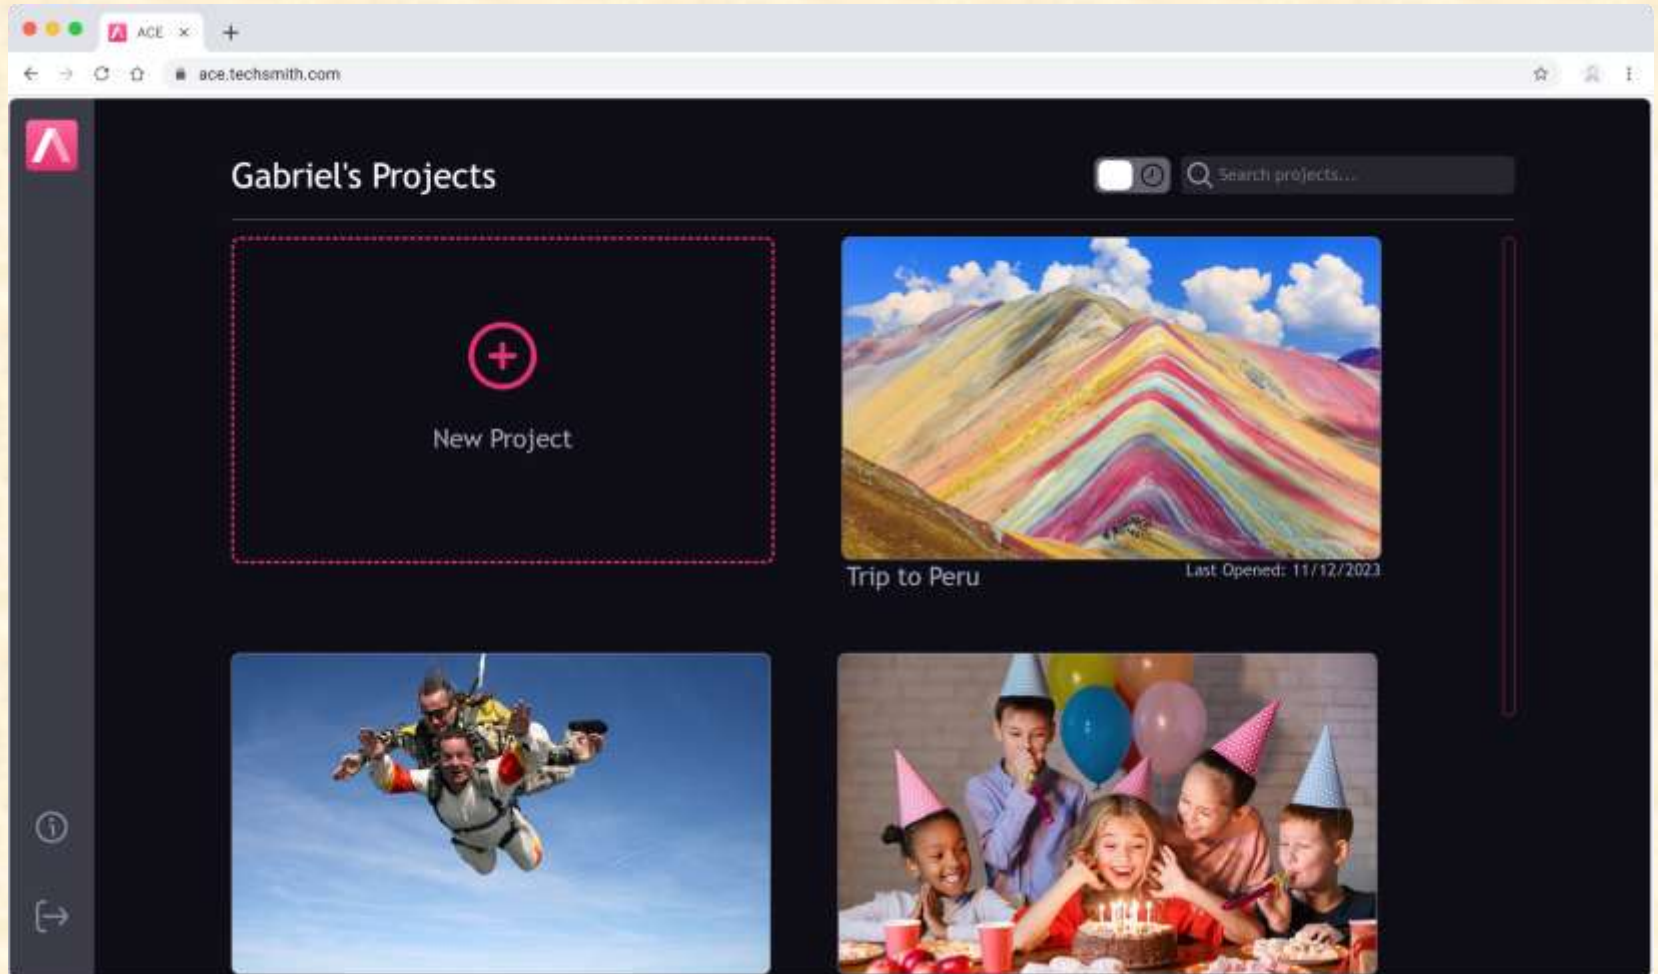 ACE
ace.techsmith.com
Gabriel's Projects
Search projects...
New Project
Trip to Peru
Last Opened: 11/12/2023